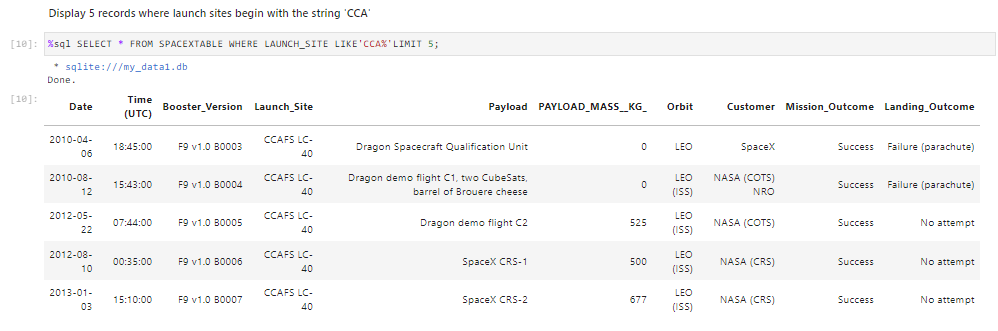 Display 5 records where launch sites begin with the string 'CCA'
[10]: %sql SELECT * FROM SPACEXTABLE WHERE LAUNCH_SITE LIKE'CCA%'LIMIT 5;
* sqlite:///my_data1.db
Done.
[10]:
Date Time (UTC) Booster_Version Launch_Site Payload PAYLOAD_MASS__KG_ Orbit Customer Mission_Outcome Landing_Outcome
2010-04-06 18:45:00 F9 v1.0 B0003 CCAFS LC-40 Dragon Spacecraft Qualification Unit 0 LEO SpaceX Success Failure (parachute)
2010-08-12 15:43:00 F9 v1.0 B0004 CCAFS LC-40 Dragon demo flight C1, two CubeSats, barrel of Brouere cheese 0 LEO (ISS) NASA (COTS) NRO Success Failure (parachute)
2012-05-22 07:44:00 F9 v1.0 B0005 CCAFS LC-40 Dragon demo flight C2 525 LEO (ISS) NASA (COTS) Success No attempt
2012-08-10 00:35:00 F9 v1.0 B0006 CCAFS LC-40 SpaceX CRS-1 500 LEO (ISS) NASA (CRS) Success No attempt
2013-01-03 15:10:00 F9 v1.0 B0007 CCAFS LC-40 SpaceX CRS-2 677 LEO (ISS) NASA (CRS) Success No attempt